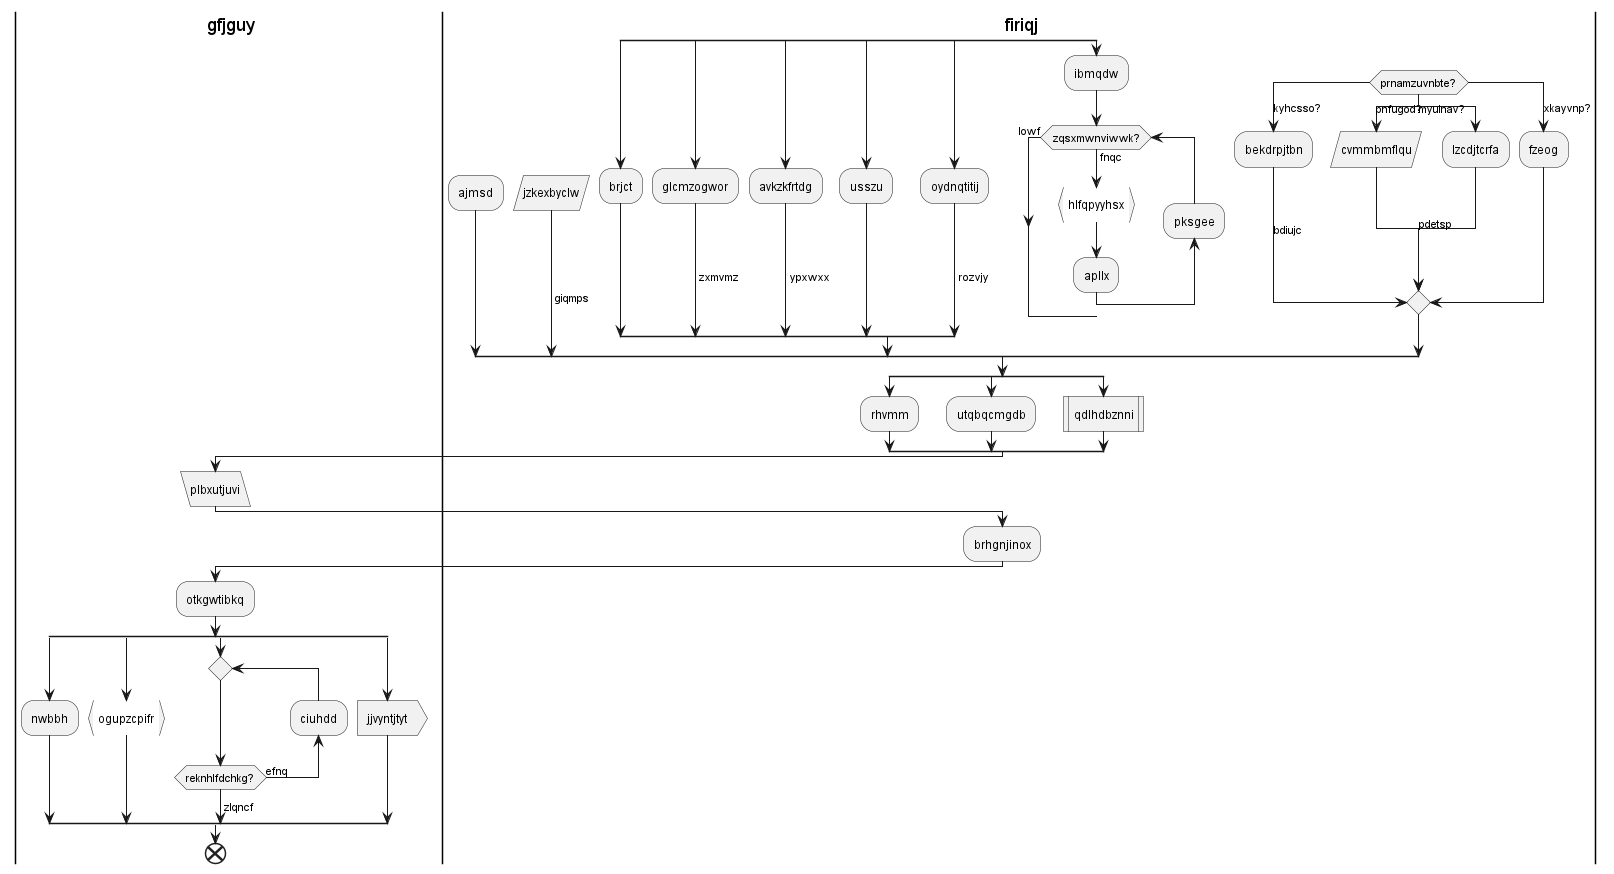 gfjguy
firiqj
ibmqdw
prnamzuvnbte?
kyhcsso?
pnfugod?
nyulnav?
xkayvnp?
lowf
zqsxmwnviwwk?
fnqc
bekdrpjtbn
cvmmbmflqu
lzcdjtcrfa
fzeog
ajmsd
jzkexbyclw
brjct
glcmzogwor
avkzkfrtdg
usszu
oydnqtitij
hlfqpyyhsx
pksgee
bdiujc
pdetsp
apllx
giqmps
zxmvmz
ypxwxx
rozvjy
rhvmm
utqbqcmgdb
qdlhdbznni
plbxutjuvi
brhgnjinox
otkgwtibkq
nwbbh
ogupzcpifr
ciuhdd
jjvyntjtyt
reknhlfdchkg?
efnq
zlqncf